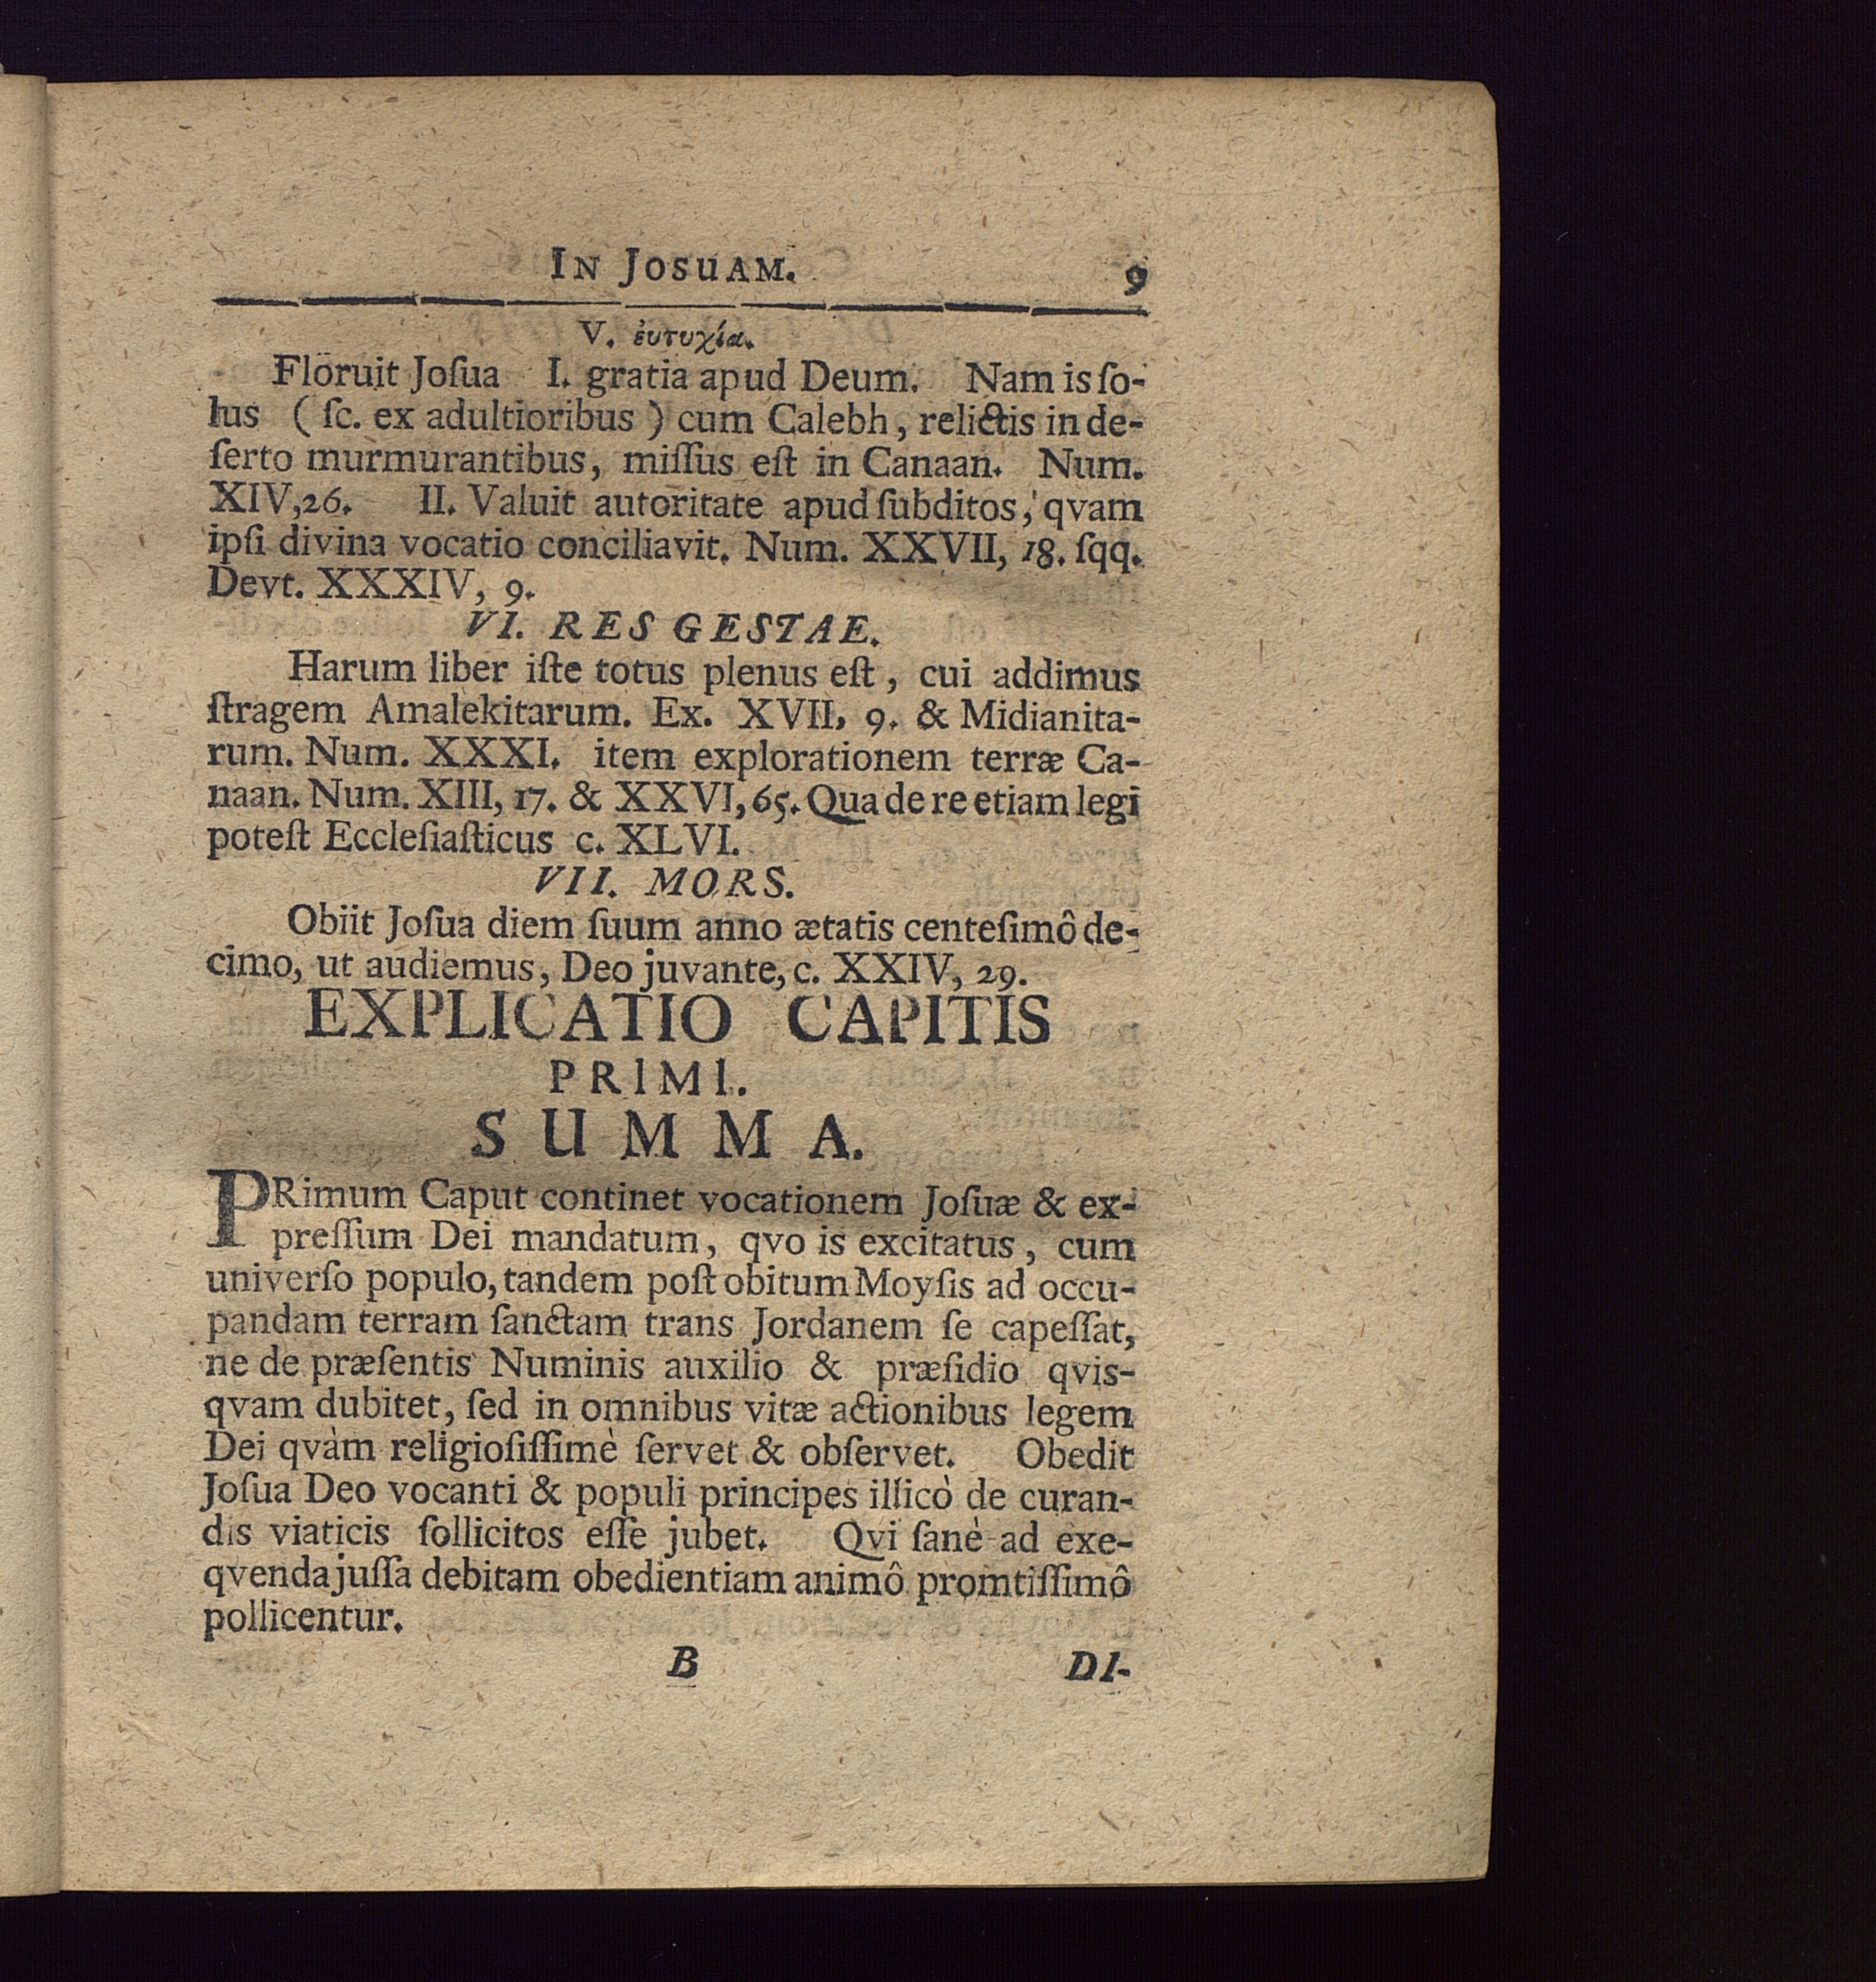 IN JOSUAM. 9
V. ἐυτυχία.
Flöruit Joſua I. gratia apud Deum. Nam is ſo-
lus (ſc. ex adultioribus) cum Calebh, relictis in de-
ſerto murmurantibus, miſſus eſt in Canaan. Num.
XIV,26. II. Valuit autoritate apud ſubditos, qvam
ipſi divina vocatio conciliavit. Num. XXVII, 18. ſqq.
Devt. XXXIV, 9.
VI. RES GESTAE.
Harum liber iſte totus plenus eſt, cui addimus
ſtragem Amalekitarum. Ex. XVII, 9. & Midianita-
rum. Num. XXXI. item explorationem terræ Ca-
naan. Num. XIII, 17. & XXVI, 65. Qua de re etiam legi
poteſt Eccleſiaſticus c. XLVI.
VII. MORS.
Obiit Joſua diem ſuum anno ætatis centeſimô de-
cimo, ut audiemus, Deo juvante, c. XXIV, 29.
EXPLICATIO CAPITIS
PRIMI.
SUMMA.
PRimum Caput continet vocationem Joſuæ & ex-
preſſum Dei mandatum, qvo is excitatus, cum
univerſo populo, tandem poſt obitum Moyſis ad occu-
pandam terram ſanctam trans Jordanem ſe capeſſat,
ne de præſentis Numinis auxilio & præſidio qvis-
qvam dubitet, ſed in omnibus vitæ actionibus legem
Dei qvàm religioſiſſimè ſervet & obſervet. Obedit
Joſua Deo vocanti & populi principes illicò de curan-
dis viaticis ſollicitos eſſe jubet. Qvi ſanè ad exe-
qvenda juſſa debitam obedientiam animô promtiſſimô
pollicentur.
B DI-